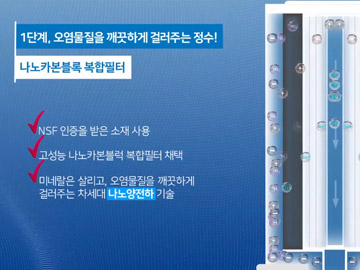 1단계, 오염물질을 깨끗하게 걸러주는 정수!
나노카본블록 복합필터
NSF 인증을 받은 소재 사용
고성능 나노카본블럭 복합필터 채택
미네랄은 살리고, 오염물질을 깨끗하게
걸러주는 차세대 나노양전하 기술